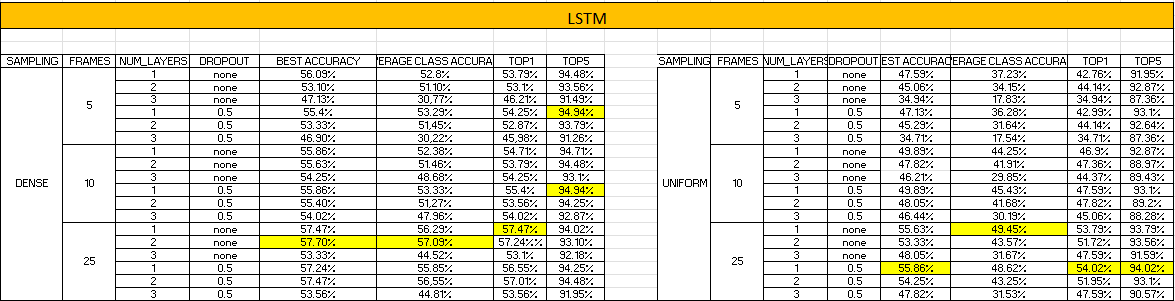 LSTM
SAMPLING FRAMES NUM_LAYERS DROPOUT BEST ACCURACY VERAGE CLASS ACCURA TOP1 TOP5 SAMPLING FRAMES NUM_LAYERS DROPOUT EST ACCURAC VERAGE CLASS ACCURA TOP1 TOP5
1 none 56.09% 52.8% 53.79% 94.48% 1 none 47.59% 37.23% 42.76% 91.95%
2 none 53.10% 51.10% 53.1% 93.56% 2 none 45.06% 34.15% 44.14% 92.87%
5 3 none 47.13% 30,77% 46.21% 91.49% 5 3 none 34.94% 17.83% 34.94% 87.36%
1 0.5 55.4% 53.29% 54.25% 94.94% 1 0.5 47.13% 36.28% 42.99% 93.1%
2 0.5 53.33% 51,45% 52.87% 93.79% 2 0.5 45.29% 31.64% 44.14% 92.64%
3 0.5 46.90% 30,22% 45,98% 91.26% 3 0.5 34.71% 17.54% 34.71% 87.36%
1 none 55.86% 52.38% 54.71% 94.71% 1 none 49.89% 44.25% 46.9% 92.87%
2 none 55.63% 51.46% 53.79% 94.48% 2 none 47.82% 41.91% 47.36% 88.97%
DENSE 10 3 none 54.25% 48.68% 54.25% 93.1% UNIFORM 10 3 none 46.21% 29.85% 44.37% 89.43%
1 0.5 55.86% 53.33% 55.4% 94.94% 1 0.5 49.89% 45.43% 47.59% 93.1%
2 0.5 55.40% 51,27% 53.56% 94.25% 2 0.5 48.05% 41.68% 47.82% 89.2%
3 0.5 54.02% 47.96% 54.02% 92.87% 3 0.5 46.44% 30.19% 45.06% 88.28%
1 none 57.47% 56.29% 57.47% 94.02% 1 none 55.63% 49.45% 53.79% 93.79%
2 none 57.70% 57.09% 57.24%% 93.10% 2 none 53.33% 43.57% 51.72% 93.56%
25 3 none 53.33% 44.52% 53.1% 92.18% 25 3 none 48.05% 31.67% 47.59% 91.59%
1 0.5 57.24% 55.85% 56.55% 94.25% 1 0.5 55.86% 48.62% 54.02% 94.02%
2 0.5 57.47% 56,55% 57.01% 94.48% 2 0.5 54.25% 43.25% 51.95% 93.1%
3 0.5 53.56% 44.81% 53.56% 91.95% 3 0.5 47.82% 31.53% 47.59% 90.57%